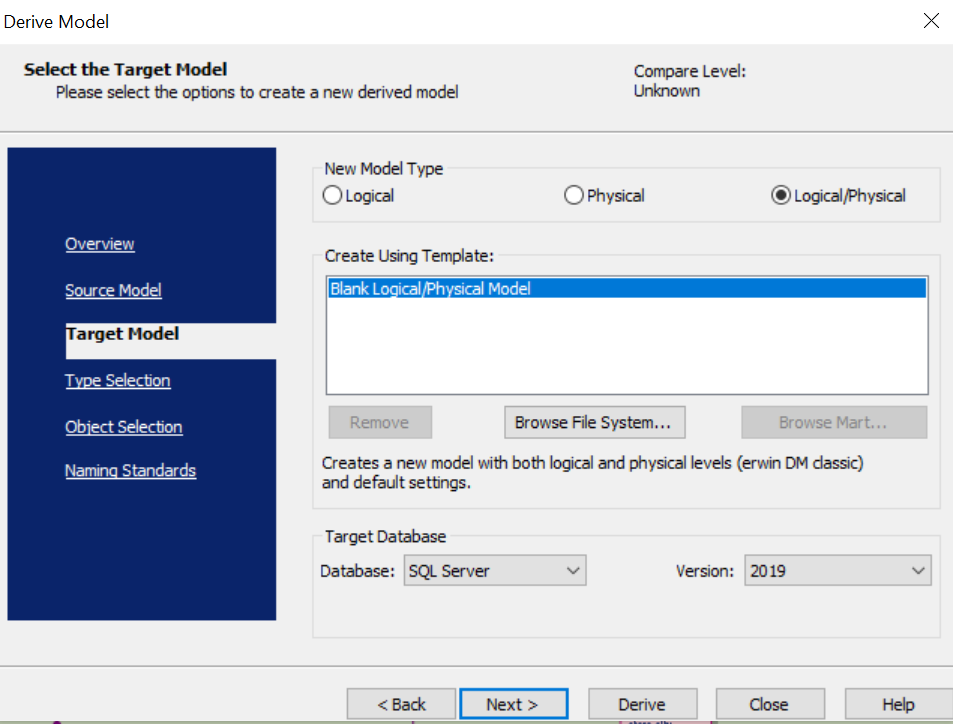 Derive Model
Select the Target Model
Please select the options to create a new derived model
Compare Level:
Unknown
Overview
Source Model
Target Model
Type Selection
Object Selection
Naming Standards
New Model Type
Logical
Physical
Logical/Physical
Create Using Template:
Blank Logical/Physical Model
Remove
Browse File System...
Browse Mart...
Creates a new model with both logical and physical levels (erwin DM classic)
and default settings.
Target Database
Database: SQL Server
Version: 2019
< Back
Next >
Derive
Close
Help